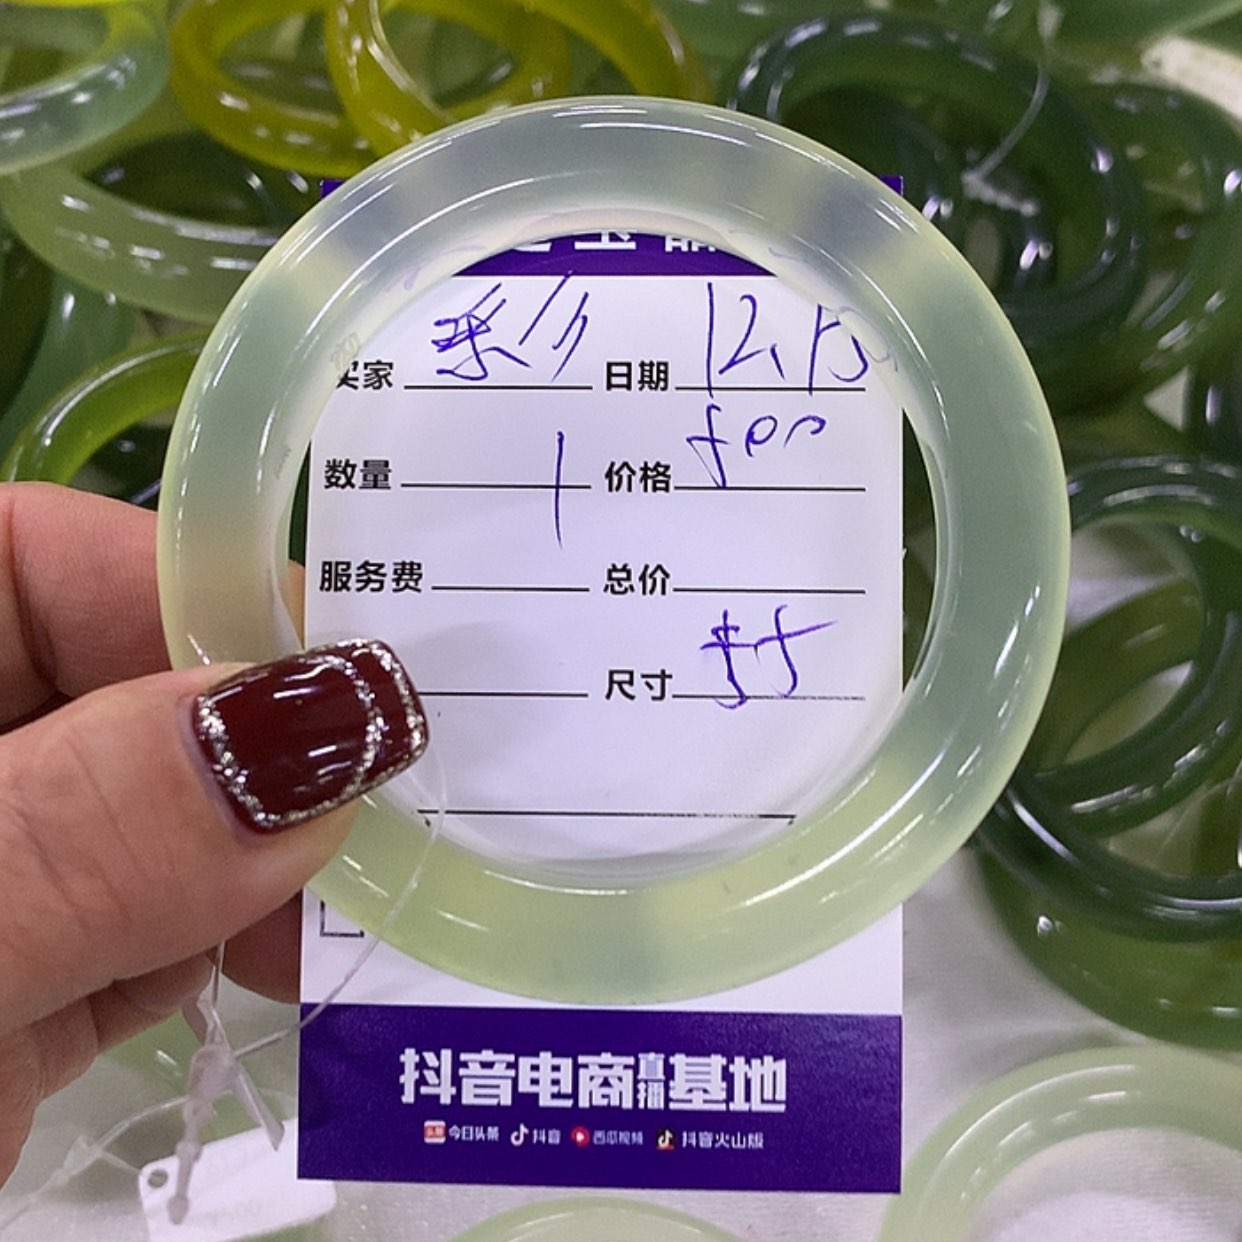 买家 彩 日期 12.15
数量 1 价格 500
服务费 总价
尺寸 55
抖音电商直播基地
今日头条 抖音 西瓜视频 抖音火山版